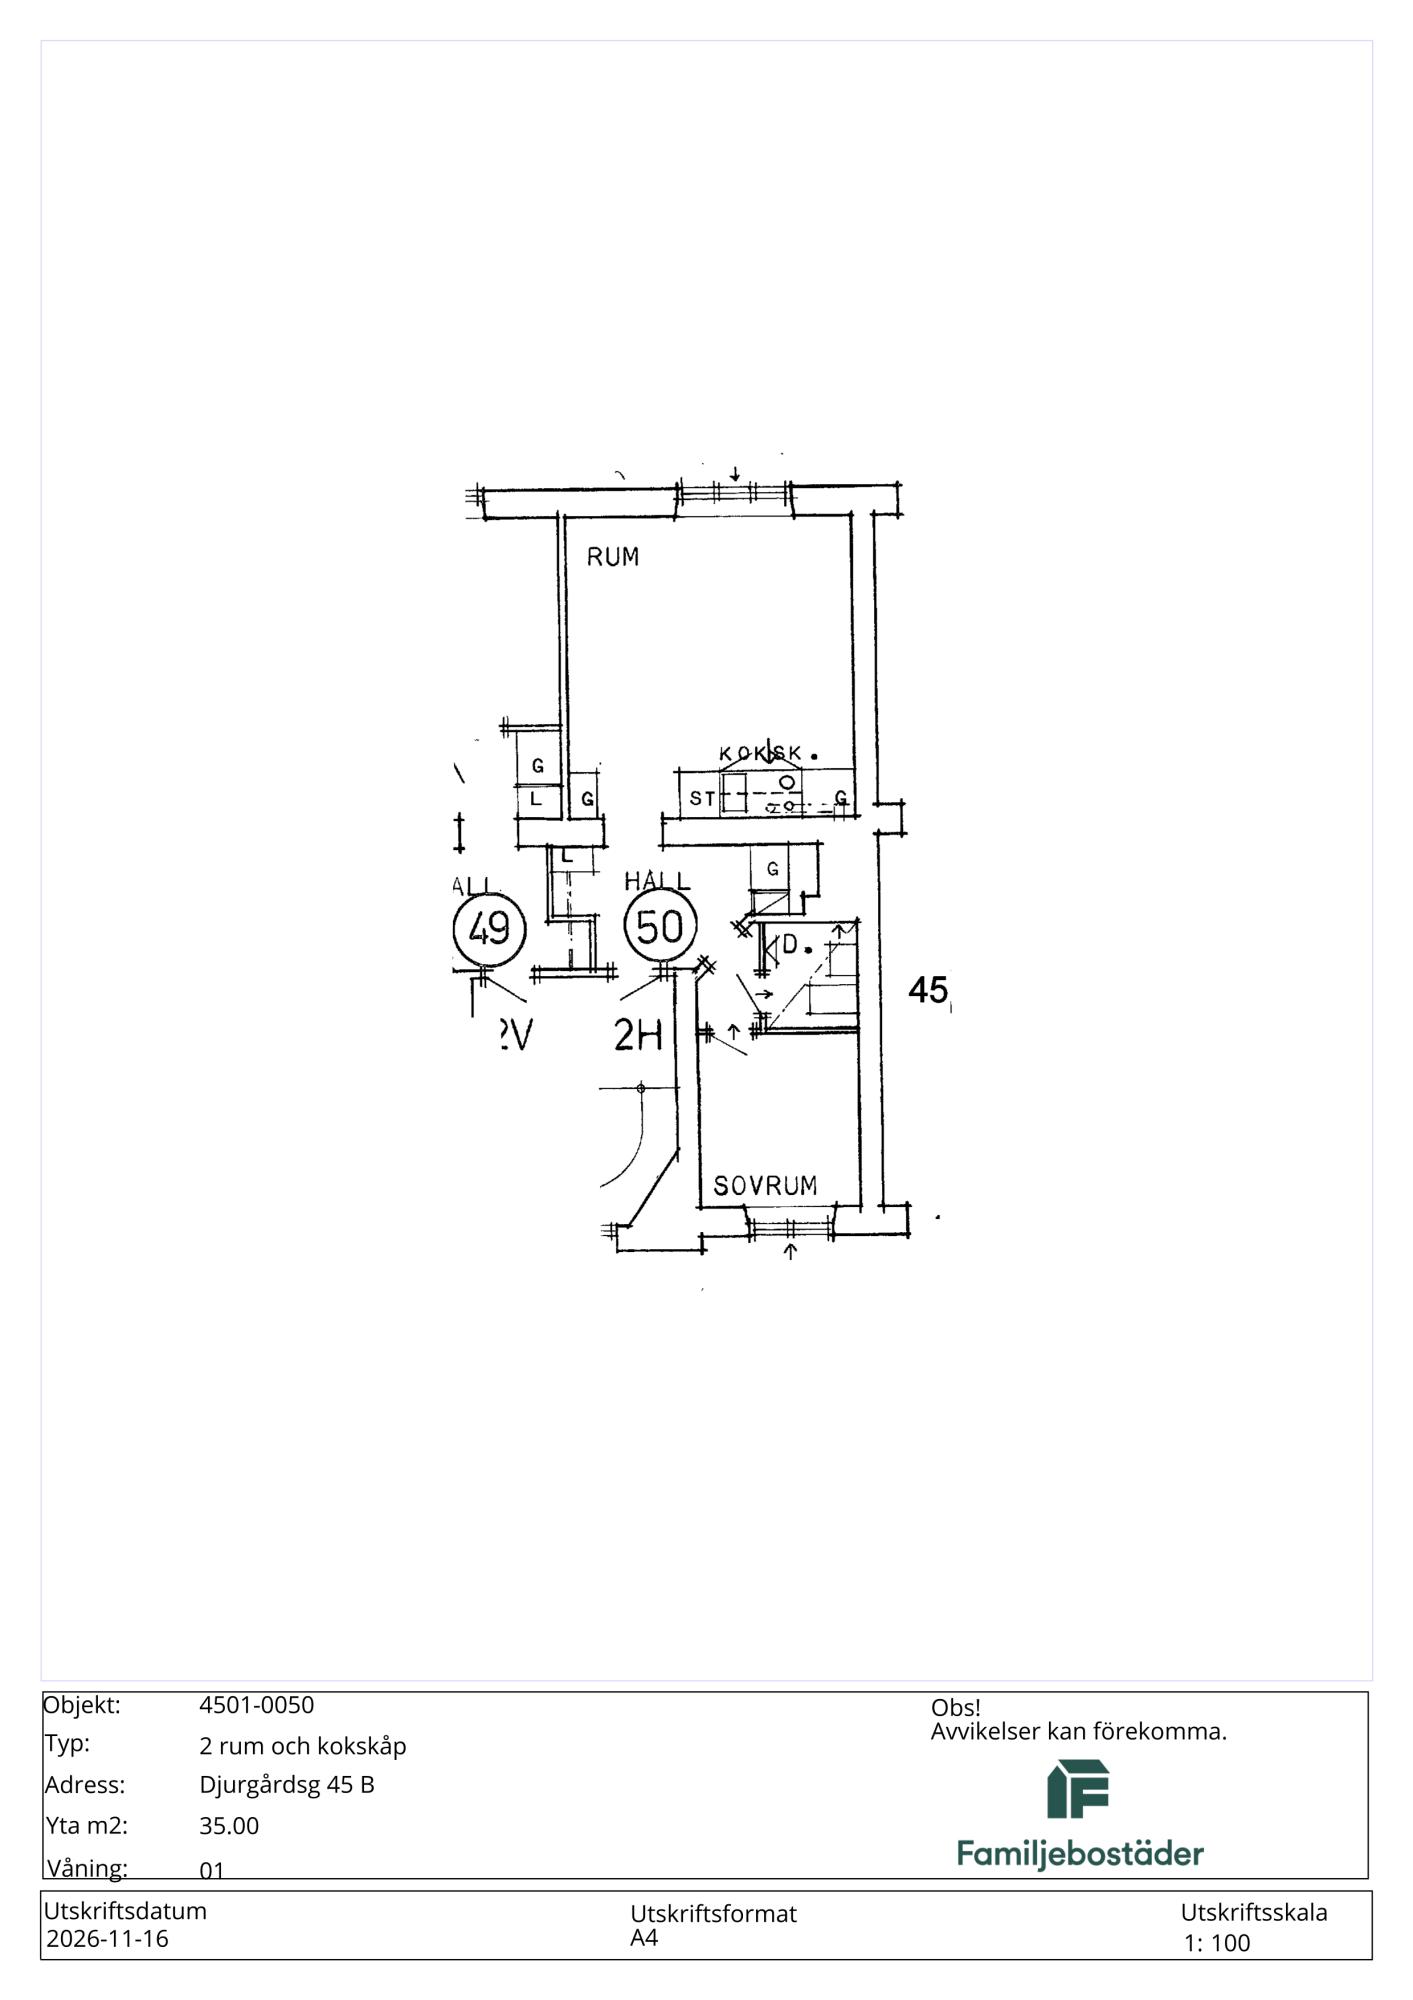 RUM
KOKSK.
G
L
G
ST
G
L
G
ALL
HALL
49
50
KD.
45
2V
2H
SOVRUM
Objekt: 4501-0050
Typ: 2 rum och kokskåp
Adress: Djurgårdsg 45 B
Yta m2: 35.00
Våning: 01
Obs!
Avvikelser kan förekomma.
Familjebostäder
Utskriftsdatum
2026-11-16
Utskriftsformat
A4
Utskriftsskala
1: 100